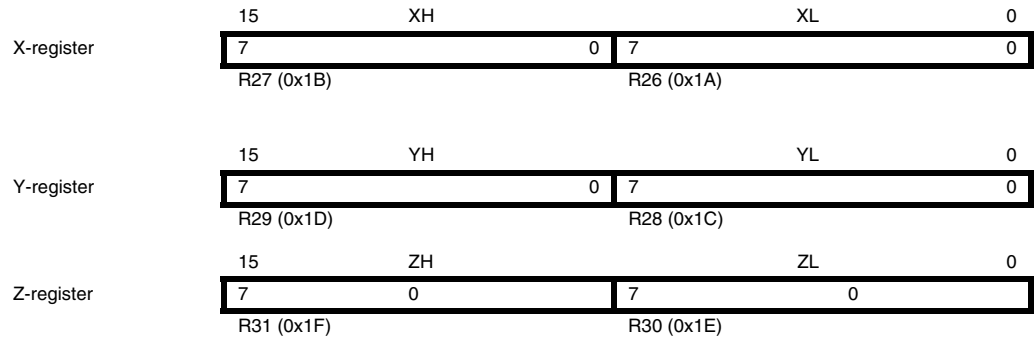 15 XH XL 0
X-register 7 0 7 0
R27 (0x1B) R26 (0x1A)
15 YH YL 0
Y-register 7 0 7 0
R29 (0x1D) R28 (0x1C)
15 ZH ZL 0
Z-register 7 0 7 0
R31 (0x1F) R30 (0x1E)